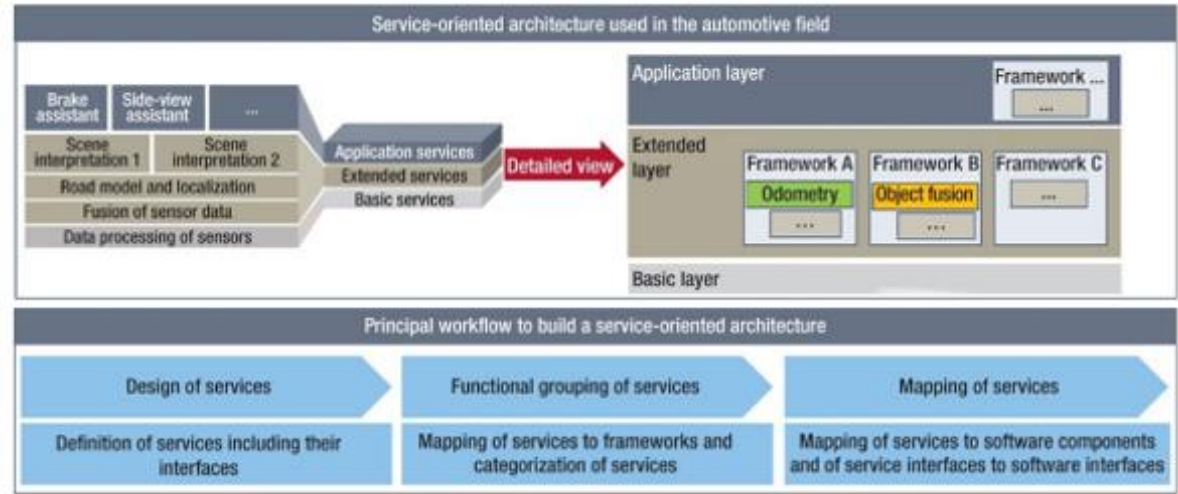 Service-oriented architecture used in the automotive field
Brake
assistant
Side-view
assistant
...
Scene
interpretation 1
Scene
interpretation 2
Road model and localization
Fusion of sensor data
Data processing of sensors
Application services
Extended services
Basic services
Detailed view
Application layer
Framework ...
...
Extended
layer
Framework A
Odometry
...
Framework B
Object fusion
...
Framework C
...
Basic layer
Principal workflow to build a service-oriented architecture
Design of services
Functional grouping of services
Mapping of services
Definition of services including their
interfaces
Mapping of services to frameworks and
categorization of services
Mapping of services to software components
and of service interfaces to software interfaces